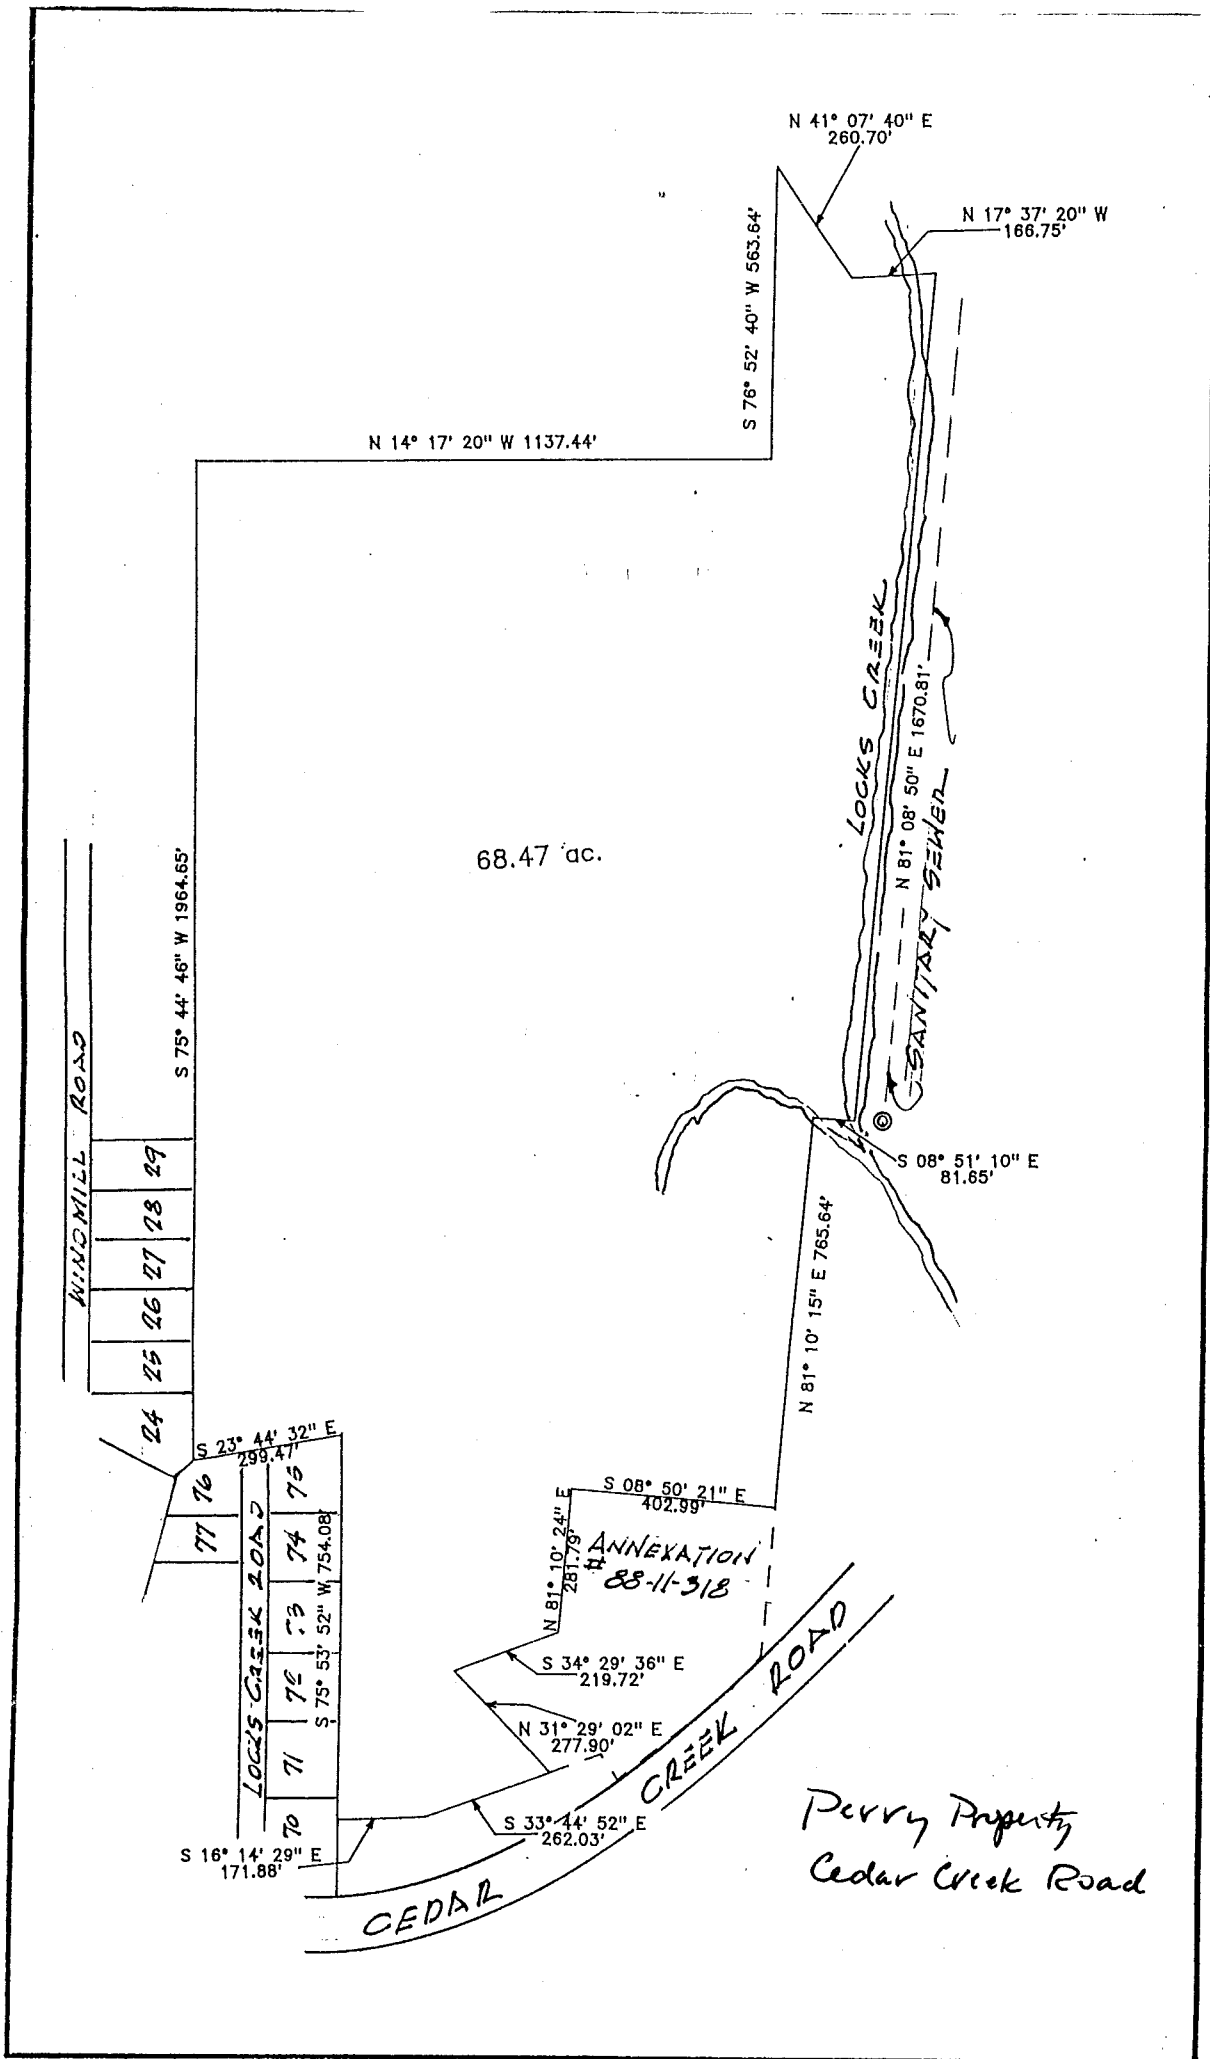 N 41° 07' 40" E
260.70'
N 17° 37' 20" W
166.75'
S 76° 52' 40" W 563.64'
N 14° 17' 20" W 1137.44'
LOCKS CREEK
N 81° 08' 50" E 1670.81'
SANITARY SEWER
68.47 ac.
S 75° 44' 46" W 1964.65'
WINDMILL ROAD
29
28
27
26
25
24
S 08° 51' 10" E
81.65'
N 81° 10' 15" E 765.64'
S 23° 44' 32" E
299.47'
76
77
75
74
73
72
71
70
LOCKS CREEK ROAD
S 75° 53' 52" W 754.08'
S 08° 50' 21" E
402.99'
N 81° 10' 24" E
281.79'
ANNEXATION
# 88-11-318
S 34° 29' 36" E
219.72'
N 31° 29' 02" E
277.90'
S 33° 44' 52" E
262.03'
S 16° 14' 29" E
171.88'
CEDAR CREEK ROAD
Perry Property
Cedar Creek Road